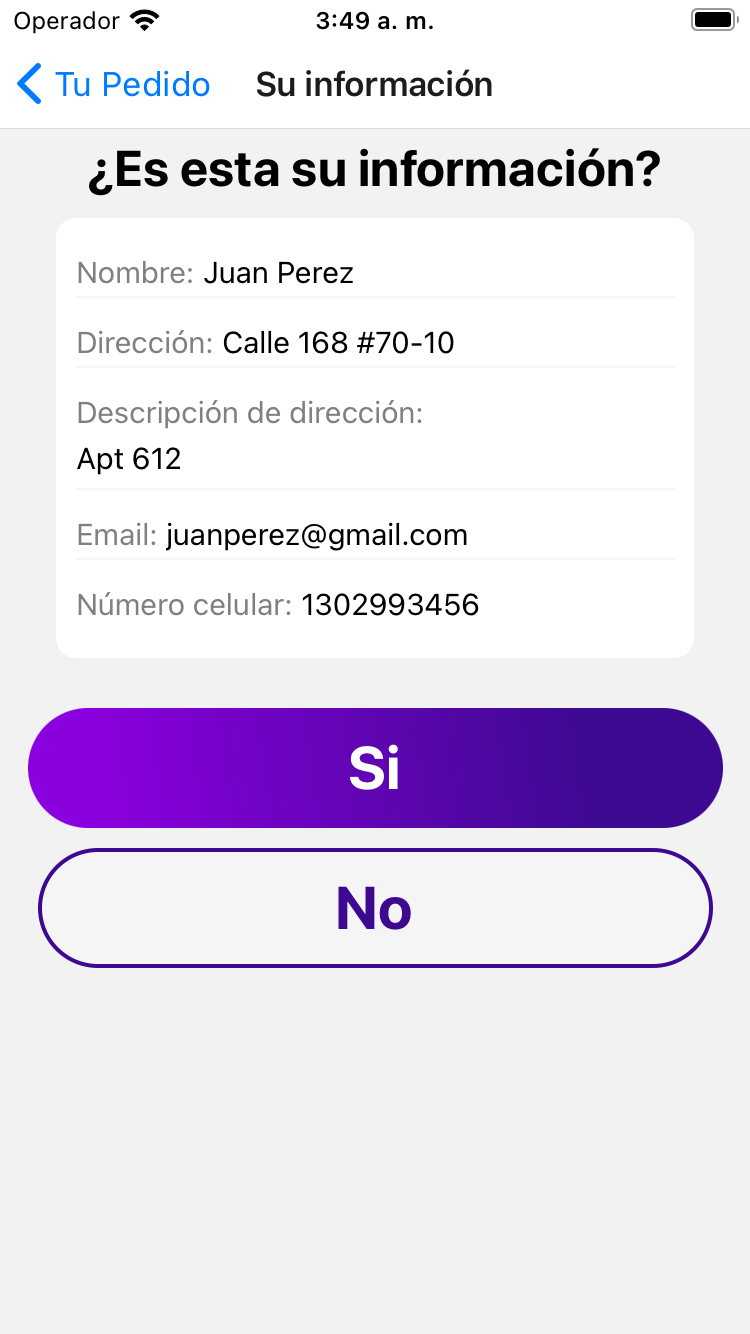 Operador 3:49 a. m.
Tu Pedido Su información
¿Es esta su información?
Nombre: Juan Perez
Dirección: Calle 168 #70-10
Descripción de dirección:
Apt 612
Email: juanperez@gmail.com
Número celular: 1302993456
Si
No